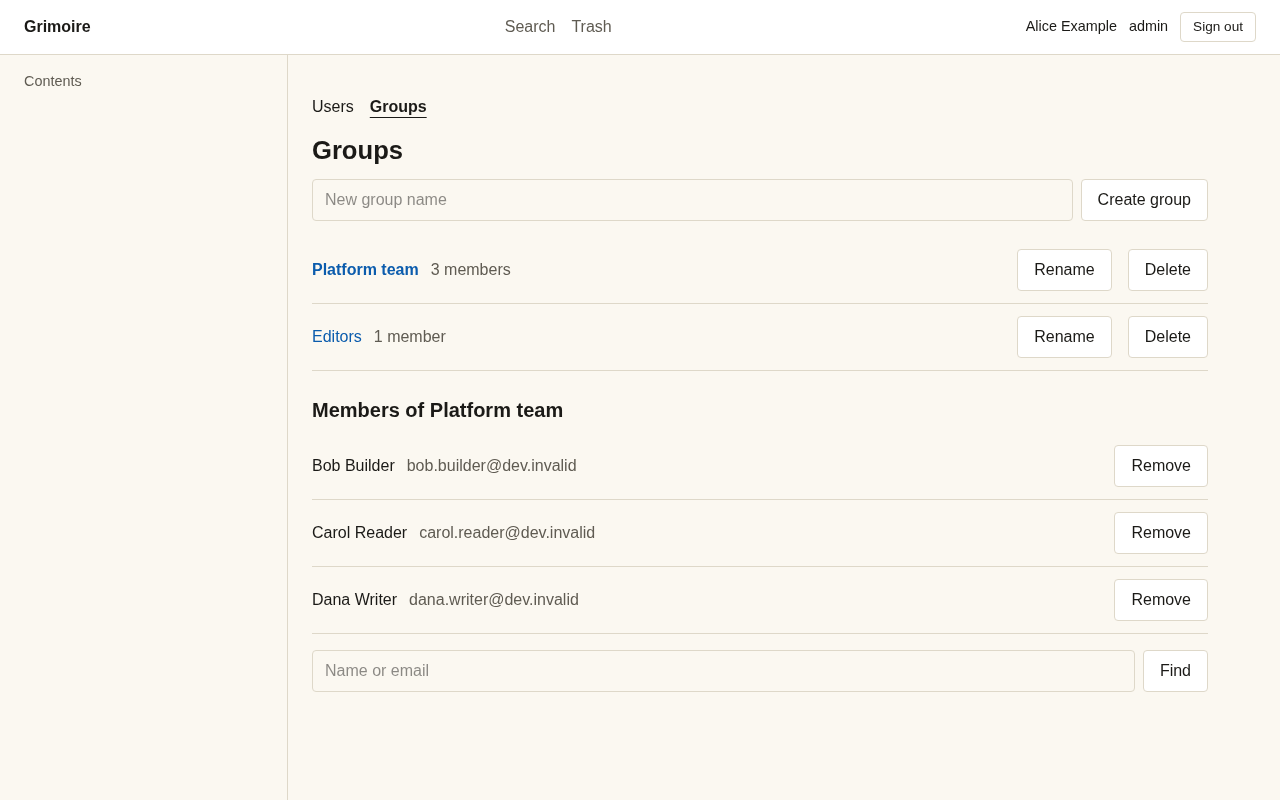 Grimoire Search Trash Alice Example admin Sign out
Contents
Users Groups
Groups
New group name Create group
Platform team 3 members Rename Delete
Editors 1 member Rename Delete
Members of Platform team
Bob Builder bob.builder@dev.invalid Remove
Carol Reader carol.reader@dev.invalid Remove
Dana Writer dana.writer@dev.invalid Remove
Name or email Find